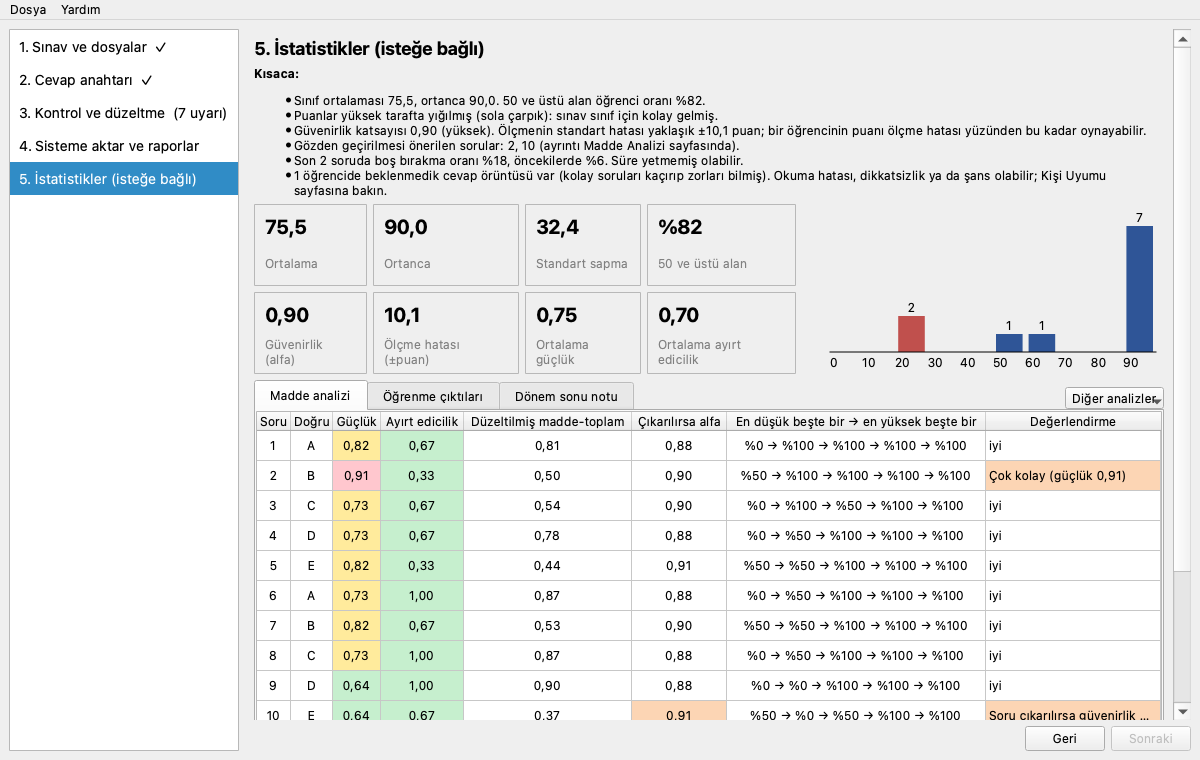 Dosya Yardım
1. Sınav ve dosyalar ✓
2. Cevap anahtarı ✓
3. Kontrol ve düzeltme (7 uyarı)
4. Sisteme aktar ve raporlar
5. İstatistikler (isteğe bağlı)
5. İstatistikler (isteğe bağlı)
Kısaca:
• Sınıf ortalaması 75,5, ortanca 90,0. 50 ve üstü alan öğrenci oranı %82.
• Puanlar yüksek tarafta yığılmış (sola çarpık): sınav sınıf için kolay gelmiş.
• Güvenirlik katsayısı 0,90 (yüksek). Ölçmenin standart hatası yaklaşık ±10,1 puan; bir öğrencinin puanı ölçme hatası yüzünden bu kadar oynayabilir.
• Gözden geçirilmesi önerilen sorular: 2, 10 (ayrıntı Madde Analizi sayfasında).
• Son 2 soruda boş bırakma oranı %18, öncekilerde %6. Süre yetmemiş olabilir.
• 1 öğrencide beklenmedik cevap örüntüsü var (kolay soruları kaçırıp zorları bilmiş). Okuma hatası, dikkatsizlik ya da şans olabilir; Kişi Uyumu
sayfasına bakın.
75,5 90,0 32,4 %82
Ortalama Ortanca Standart sapma 50 ve üstü alan
0,90 10,1 0,75 0,70
Güvenirlik Ölçme hatası Ortalama Ortalama ayırt
(alfa) (±puan) güçlük edicilik
7
2
1 1
0 10 20 30 40 50 60 70 80 90
Madde analizi Öğrenme çıktıları Dönem sonu notu Diğer analizler
Soru Doğru Güçlük Ayırt edicilik Düzeltilmiş madde-toplam Çıkarılırsa alfa En düşük beşte bir → en yüksek beşte bir Değerlendirme
1 A 0,82 0,67 0,81 0,88 %0 → %100 → %100 → %100 → %100 iyi
2 B 0,91 0,33 0,50 0,90 %50 → %100 → %100 → %100 → %100 Çok kolay (güçlük 0,91)
3 C 0,73 0,67 0,54 0,90 %0 → %100 → %50 → %100 → %100 iyi
4 D 0,73 0,67 0,78 0,88 %0 → %50 → %100 → %100 → %100 iyi
5 E 0,82 0,33 0,44 0,91 %50 → %50 → %100 → %100 → %100 iyi
6 A 0,73 1,00 0,87 0,88 %0 → %50 → %100 → %100 → %100 iyi
7 B 0,82 0,67 0,53 0,90 %50 → %50 → %100 → %100 → %100 iyi
8 C 0,73 1,00 0,87 0,88 %0 → %50 → %100 → %100 → %100 iyi
9 D 0,64 1,00 0,90 0,88 %0 → %0 → %100 → %100 → %100 iyi
10 E 0,64 0,67 0,37 0,91 %50 → %0 → %50 → %100 → %100 Soru çıkarılırsa güvenirlik ...
Geri Sonraki